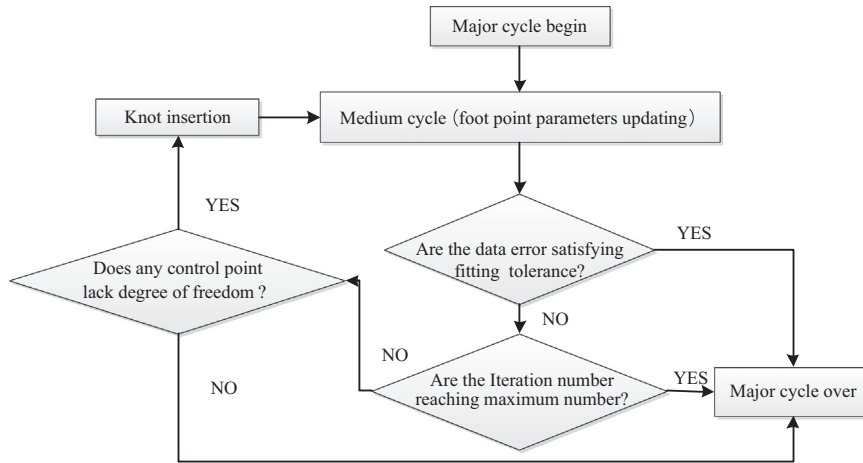 Major cycle begin
Knot insertion
Medium cycle (foot point parameters updating)
YES
Are the data error satisfying
fitting tolerance?
YES
Does any control point
lack degree of freedom ?
NO
NO
NO
Are the Iteration number
reaching maximum number?
YES
Major cycle over